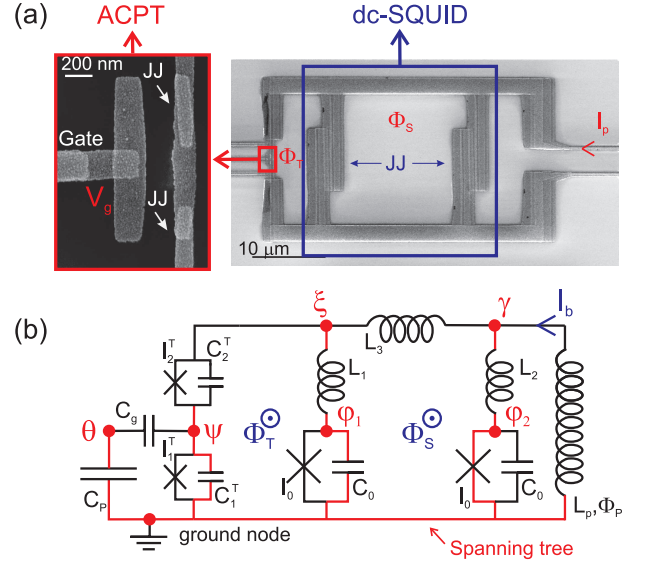 (a)
ACPT
dc-SQUID
200 nm
JJ
Gate
V_g
JJ
Φ_T
Φ_S
JJ
I_p
10 μm
(b)
ξ
γ
I_b
I_2^T
C_2^T
L_3
L_1
L_2
θ
C_g
ψ
Φ_T
φ_1
Φ_S
φ_2
I_1^T
C_1^T
C_P
I_0
C_0
I_0
C_0
L_p,Φ_P
ground node
Spanning tree